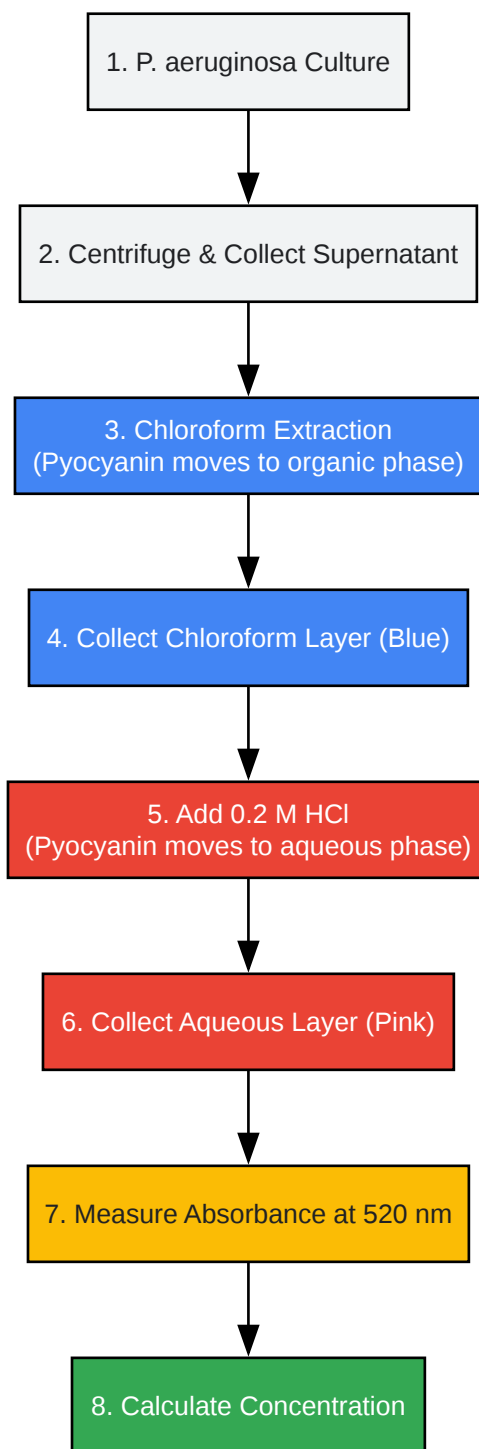 1. P. aeruginosa Culture
2. Centrifuge & Collect Supernatant
3. Chloroform Extraction
(Pyocyanin moves to organic phase)
4. Collect Chloroform Layer (Blue)
5. Add 0.2 M HCl
(Pyocyanin moves to aqueous phase)
6. Collect Aqueous Layer (Pink)
7. Measure Absorbance at 520 nm
8. Calculate Concentration